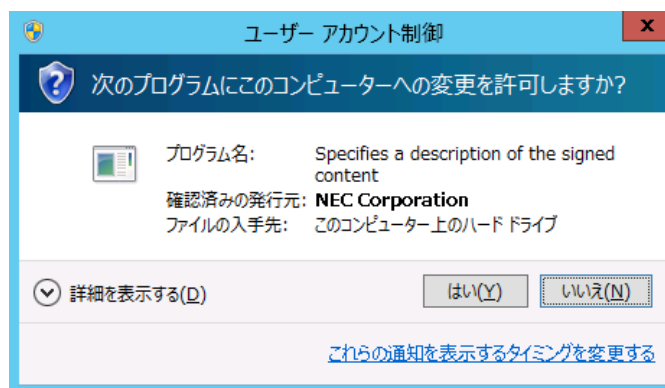 ユーザー アカウント制御
x
次のプログラムにこのコンピューターへの変更を許可しますか?
プログラム名: Specifies a description of the signed
content
確認済みの発行元: NEC Corporation
ファイルの入手先: このコンピューター上のハード ドライブ
詳細を表示する(D)
はい(Y) いいえ(N)
これらの通知を表示するタイミングを変更する